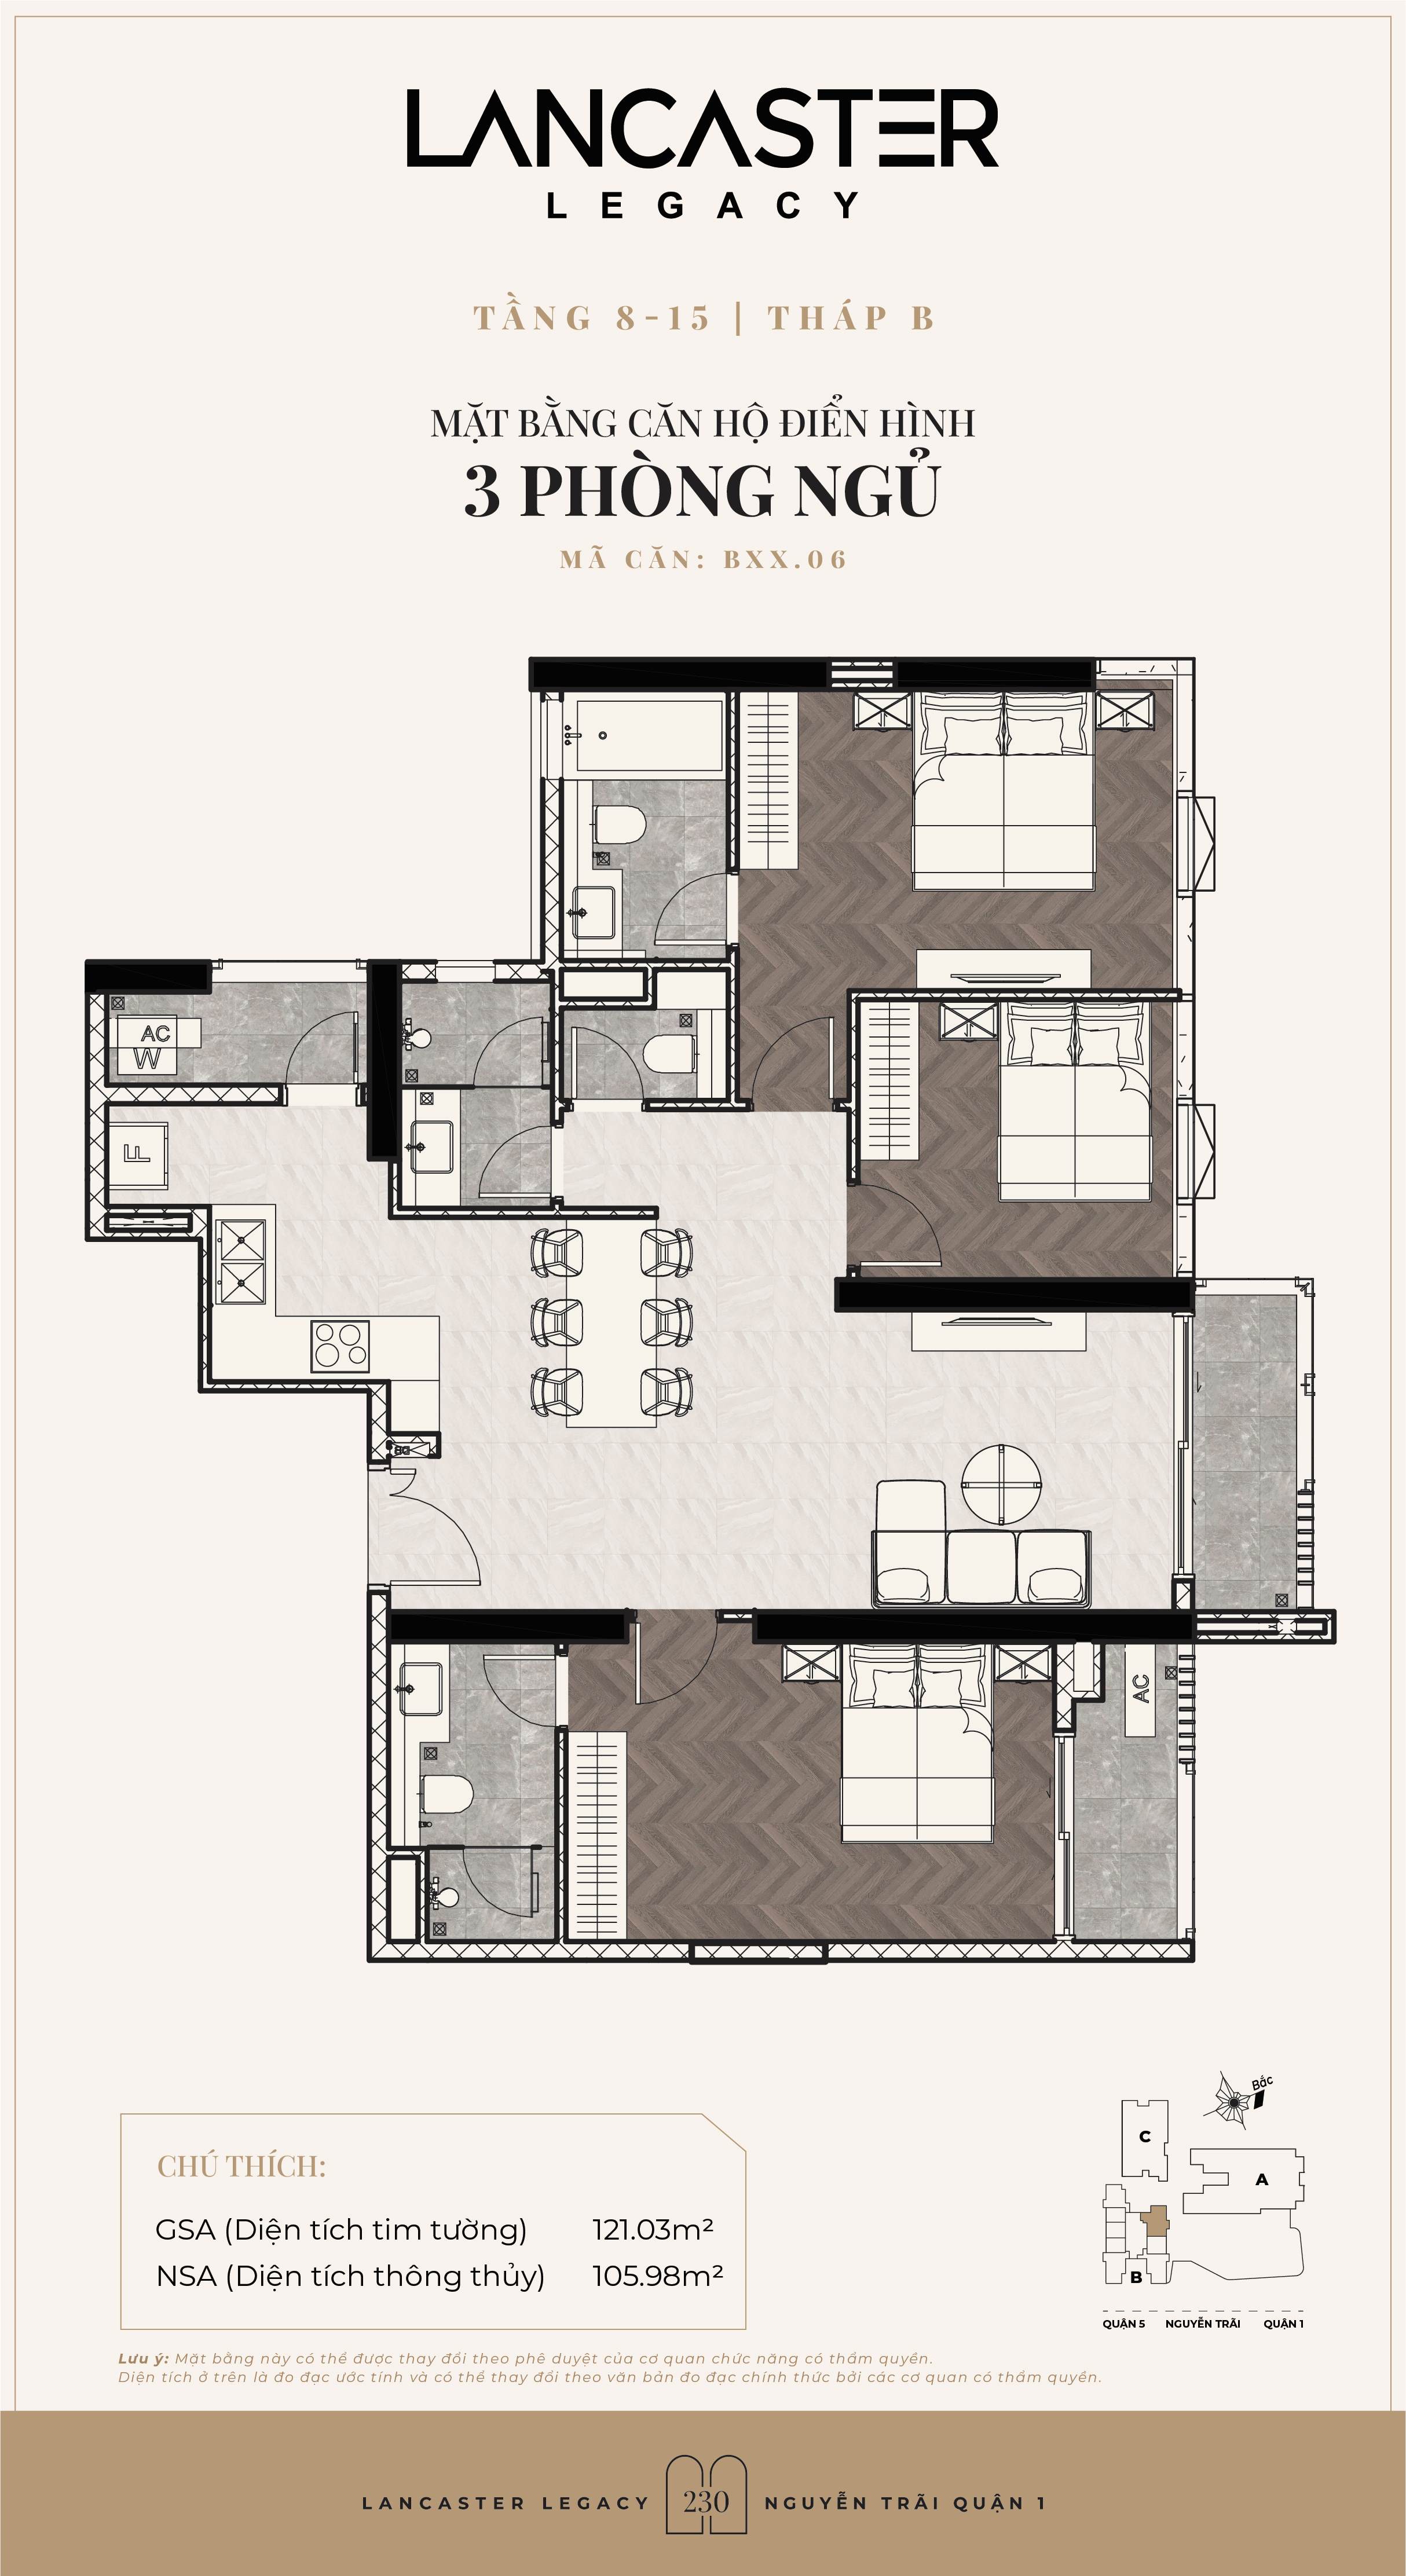 LANCASTER
LEGACY
TẦNG 8-15 | THÁP B
MẶT BẰNG CĂN HỘ ĐIỂN HÌNH
3 PHÒNG NGỦ
MÃ CĂN: BXX.06
AC
W
F
AC
Bắc
C
A
B
QUẬN 5 NGUYỄN TRÃI QUẬN 1
CHÚ THÍCH:
GSA (Diện tích tim tường) 121.03m²
NSA (Diện tích thông thủy) 105.98m²
Lưu ý: Mặt bằng này có thể được thay đổi theo phê duyệt của cơ quan chức năng có thẩm quyền.
Diện tích ở trên là đo đạc ước tính và có thể thay đổi theo văn bản đo đạc chính thức bởi các cơ quan có thẩm quyền.
LANCASTER LEGACY 230 NGUYỄN TRÃI QUẬN 1